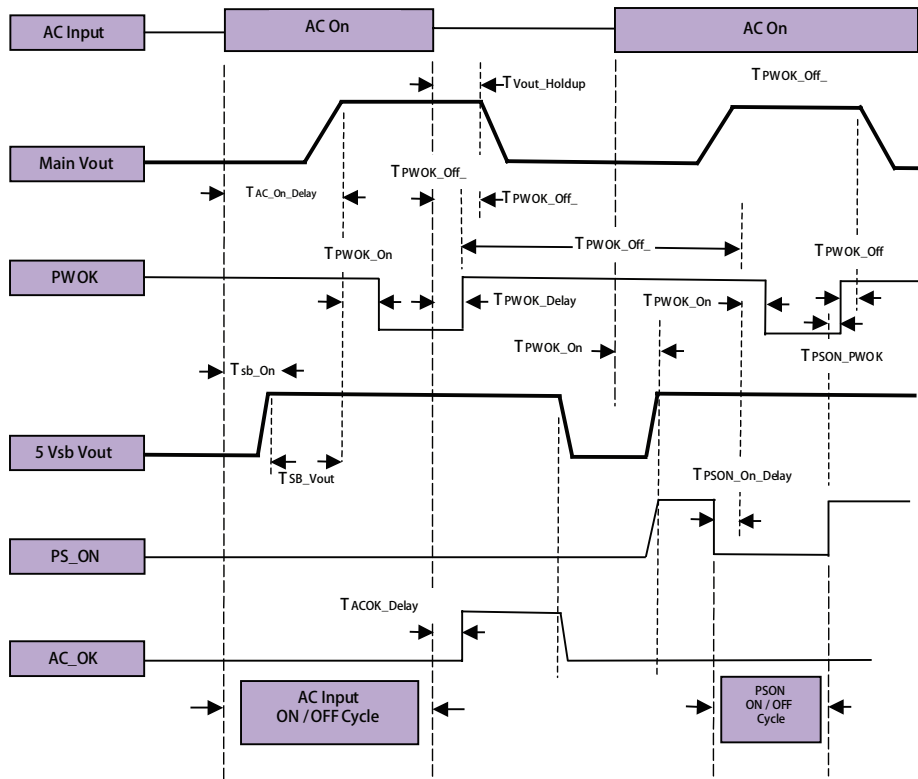 AC Input
AC On
AC On
TVout_Holdup
TPWOK_Off_
Main Vout
TPWOK_Off_
TAC_On_Delay
TPWOK_Off_
TPWOK_On
TPWOK_Off_
TPWOK_Off
PWOK
TPWOK_Delay
TPWOK_On
TPWOK_On
TPSON_PWOK
Tsb_On
5 Vsb Vout
TSB_Vout
TPSON_On_Delay
PS_ON
TACOK_Delay
AC_OK
AC Input
ON / OFF Cycle
PSON
ON / OFF
Cycle